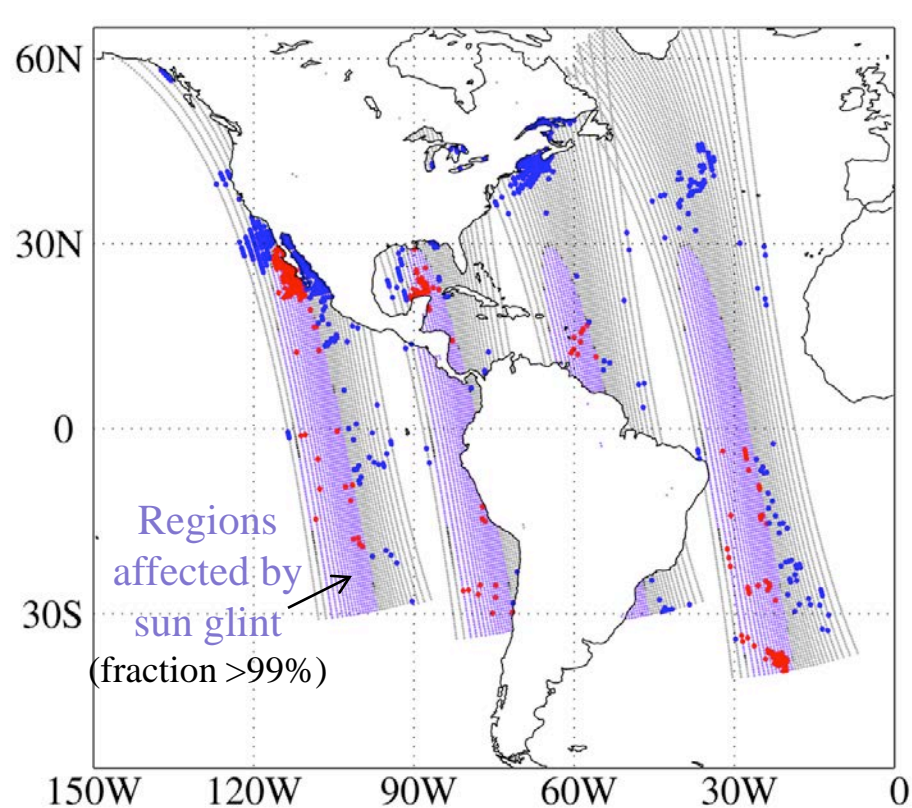 60N
30N
0
Regions
affected by
30S
sun glint
(fraction >99%)
150W 120W 90W 60W 30W 0